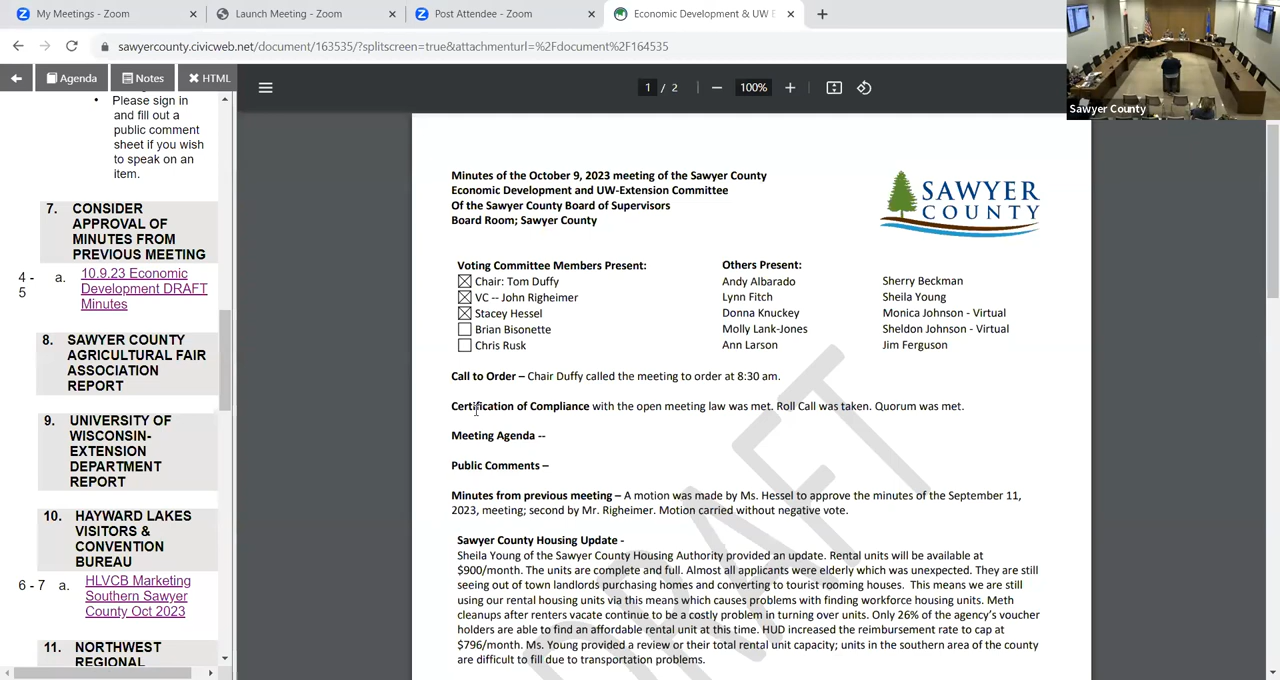 My Meetings - Zoom
Launch Meeting - Zoom
Post Attendee - Zoom
Economic Development & UW E
sawyercounty.civicweb.net/document/163535/?splitscreen=true&attachmenturl=%2Fdocument%2F164535
Agenda
Notes
HTML
1 / 2
100%
Sawyer County
• Please sign in
and fill out a
public comment
sheet if you wish
to speak on an
item.
7. CONSIDER
APPROVAL OF
MINUTES FROM
PREVIOUS MEETING
4 - 5
a. 10.9.23 Economic
Development DRAFT
Minutes
8. SAWYER COUNTY
AGRICULTURAL FAIR
ASSOCIATION
REPORT
9. UNIVERSITY OF
WISCONSIN-
EXTENSION
DEPARTMENT
REPORT
10. HAYWARD LAKES
VISITORS &
CONVENTION
BUREAU
6 - 7 a. HLVCB Marketing
Southern Sawyer
County Oct 2023
11. NORTHWEST
REGIONAL
Minutes of the October 9, 2023 meeting of the Sawyer County
Economic Development and UW-Extension Committee
Of the Sawyer County Board of Supervisors
Board Room; Sawyer County
SAWYER
COUNTY
Voting Committee Members Present:
Chair: Tom Duffy
VC -- John Righeimer
Stacey Hessel
Brian Bisonette
Chris Rusk
Others Present:
Andy Albarado
Lynn Fitch
Donna Knuckey
Molly Lank-Jones
Ann Larson
Sherry Beckman
Sheila Young
Monica Johnson - Virtual
Sheldon Johnson - Virtual
Jim Ferguson
Call to Order – Chair Duffy called the meeting to order at 8:30 am.
Certification of Compliance with the open meeting law was met. Roll Call was taken. Quorum was met.
Meeting Agenda --
Public Comments –
Minutes from previous meeting – A motion was made by Ms. Hessel to approve the minutes of the September 11,
2023, meeting; second by Mr. Righeimer. Motion carried without negative vote.
Sawyer County Housing Update -
Sheila Young of the Sawyer County Housing Authority provided an update. Rental units will be available at
$900/month. The units are complete and full. Almost all applicants were elderly which was unexpected. They are still
seeing out of town landlords purchasing homes and converting to tourist rooming houses. This means we are still
using our rental housing units via this means which causes problems with finding workforce housing units. Meth
cleanups after renters vacate continue to be a costly problem in turning over units. Only 26% of the agency's voucher
holders are able to find an affordable rental unit at this time. HUD increased the reimbursement rate to cap at
$796/month. Ms. Young provided a review or their total rental unit capacity; units in the southern area of the county
are difficult to fill due to transportation problems.
DRAFT